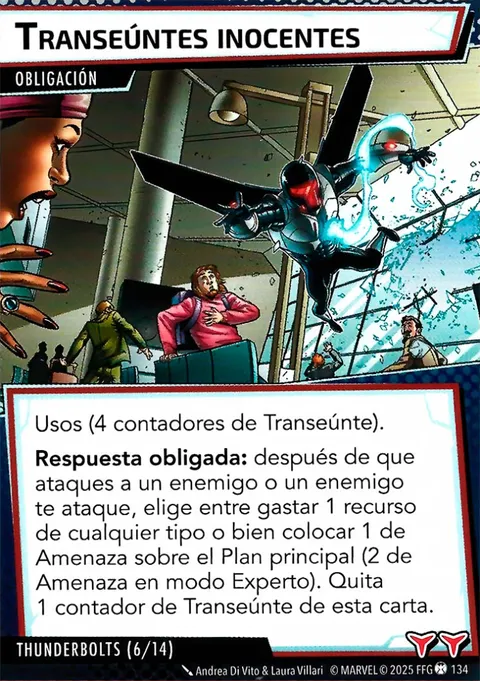 Transeúntes inocentes
OBLIGACIÓN
Usos (4 contadores de Transeúnte).
Respuesta obligada: después de que
ataques a un enemigo o un enemigo
te ataque, elige entre gastar 1 recurso
de cualquier tipo o bien colocar 1 de
Amenaza sobre el Plan principal (2 de
Amenaza en modo Experto). Quita
1 contador de Transeúnte de esta carta.
THUNDERBOLTS (6/14)
Andrea Di Vito & Laura Villari © MARVEL © 2025 FFG 134